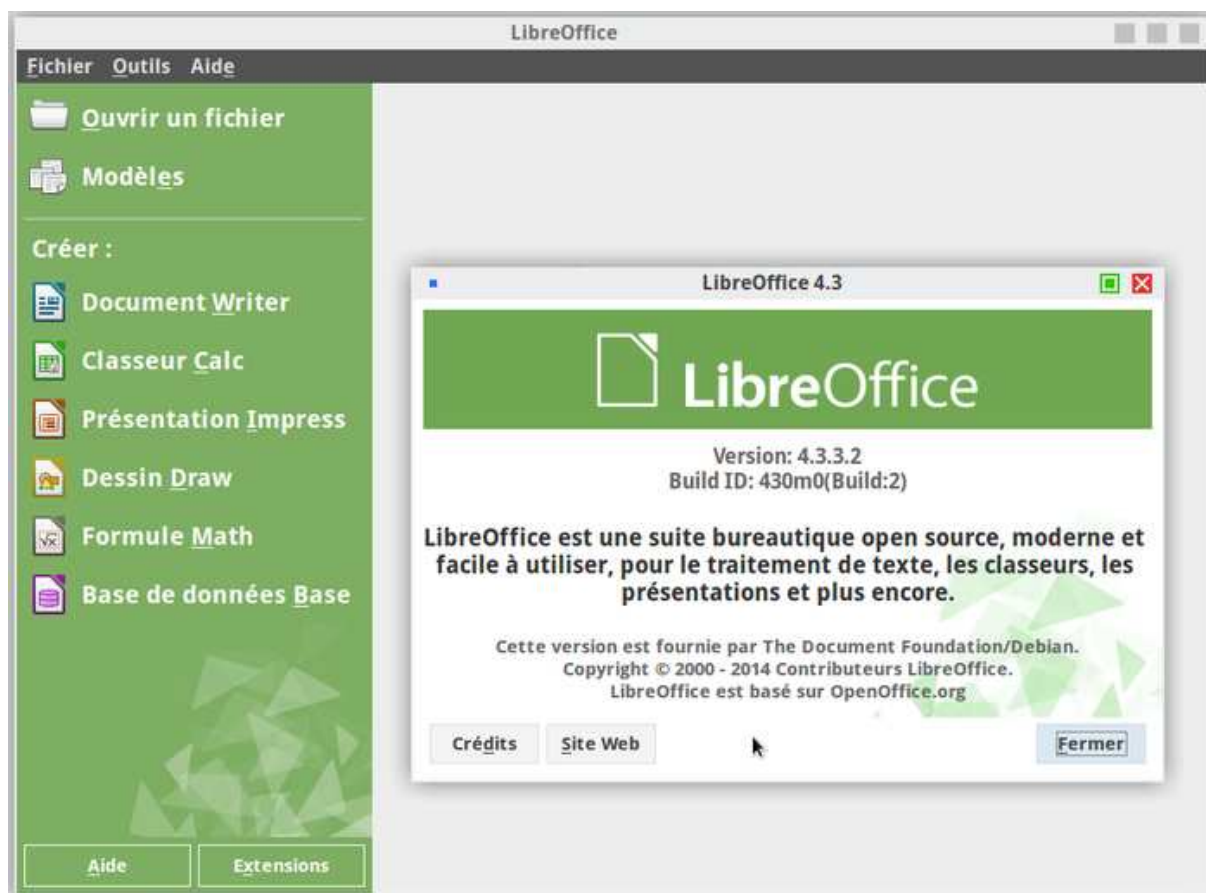 LibreOffice
Fichier Outils Aide
Ouvrir un fichier
Modèles
Créer :
Document Writer
Classeur Calc
Présentation Impress
Dessin Draw
Formule Math
Base de données Base
Aide Extensions
LibreOffice 4.3
LibreOffice
Version: 4.3.3.2
Build ID: 430m0(Build:2)
LibreOffice est une suite bureautique open source, moderne et
facile à utiliser, pour le traitement de texte, les classeurs, les
présentations et plus encore.
Cette version est fournie par The Document Foundation/Debian.
Copyright © 2000 - 2014 Contributeurs LibreOffice.
LibreOffice est basé sur OpenOffice.org
Crédits Site Web Fermer